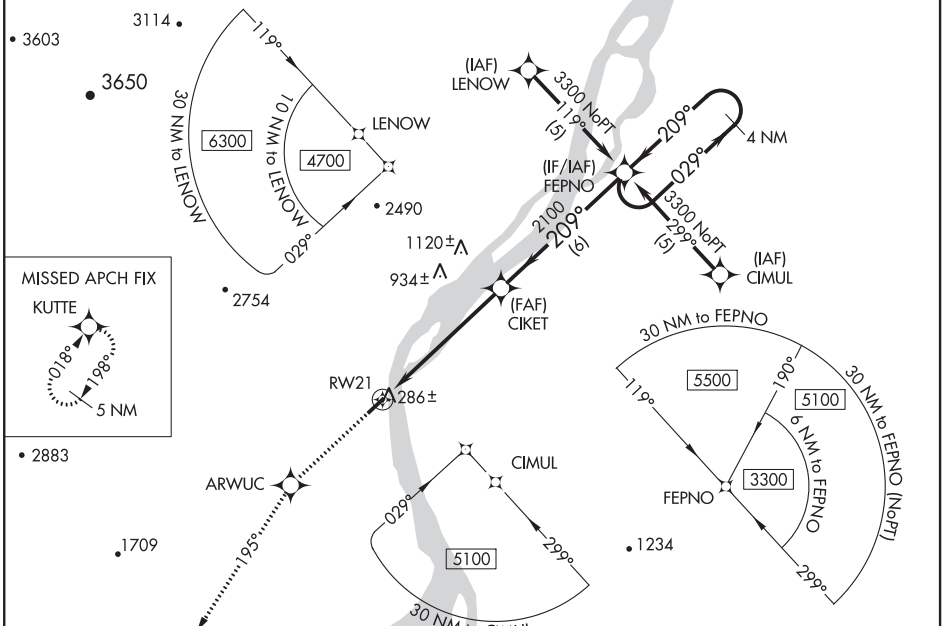 3114
3603
3650
119°
30 NM to LENOW
6300
10 NM to LENOW
4700
LENOW
029°
2490
2754
(IAF)
LENOW
3300 NoPT
119°
(5)
209°
029°
4 NM
(IF/IAF)
FEPNO
3300 NoPT
299°
(5)
(IAF)
CIMUL
2100
209°
(6)
1120±
934±
(FAF)
CIKET
MISSED APCH FIX
KUTTE
018°
198°
5 NM
RW21
286±
2883
ARWUC
195°
1709
CIMUL
029°
299°
5100
1234
30 NM to FEPNO
5500
190°
5100
30 NM to FEPNO (NoPT)
119°
6 NM to FEPNO
3300
FEPNO
299°